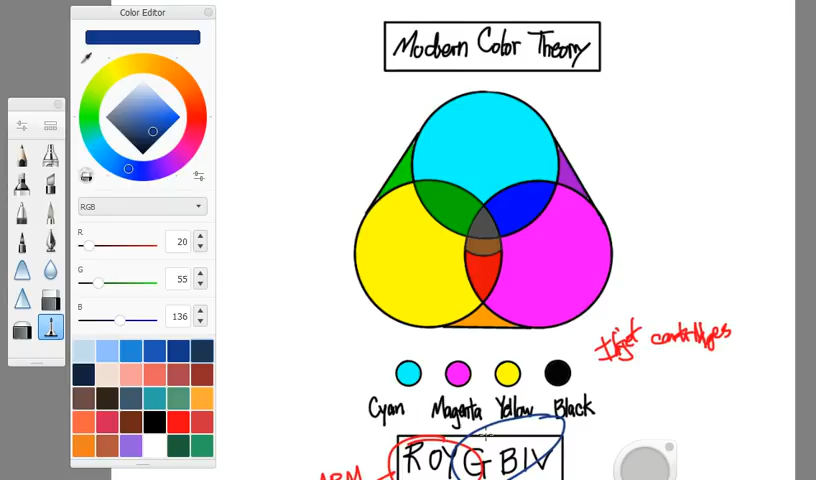 Color Editor
RGB
R 20
G 55
B 136
Modern Color Theory
Cyan Magenta Yellow Black
ROYGBIV